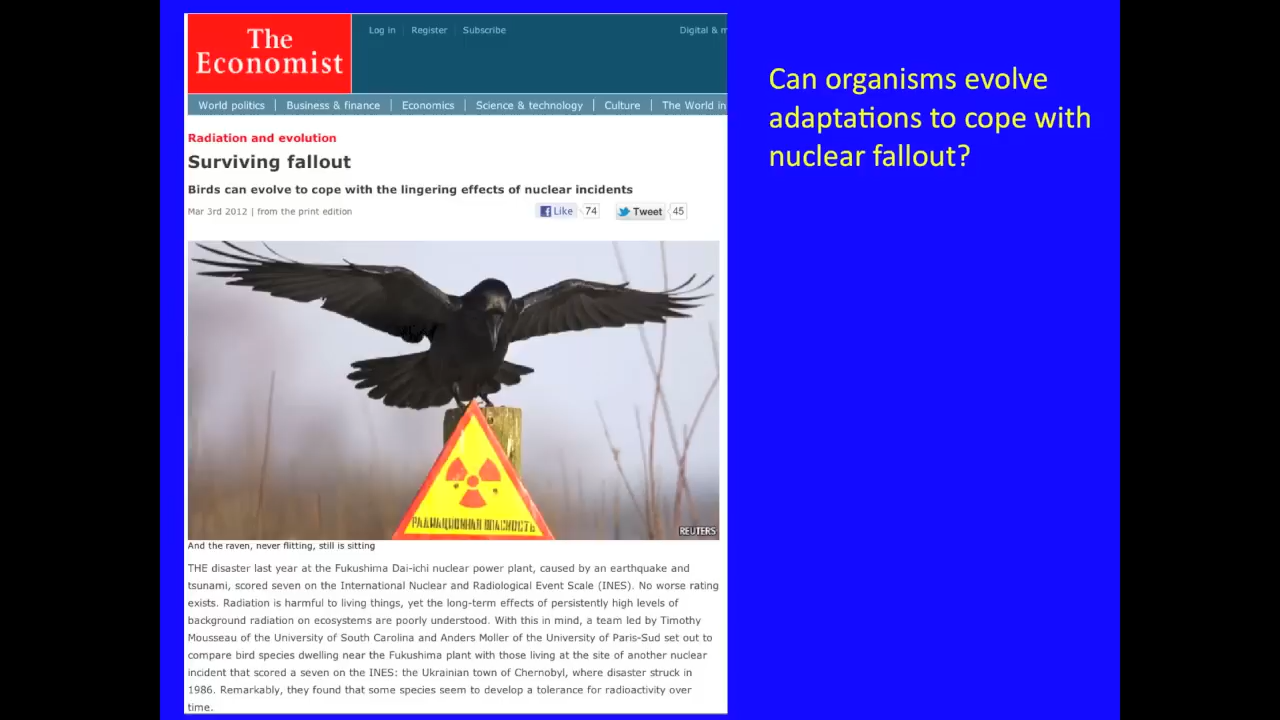 The
Economist
Log in | Register | Subscribe
Digital & m
World politics | Business & finance | Economics | Science & technology | Culture | The World in
Radiation and evolution
Surviving fallout
Birds can evolve to cope with the lingering effects of nuclear incidents
Mar 3rd 2012 | from the print edition
Like 74
Tweet 45
РАДИАЦИОННАЯ ОПАСНОСТЬ
REUTERS
And the raven, never flitting, still is sitting
THE disaster last year at the Fukushima Dai-ichi nuclear power plant, caused by an earthquake and
tsunami, scored seven on the International Nuclear and Radiological Event Scale (INES). No worse rating
exists. Radiation is harmful to living things, yet the long-term effects of persistently high levels of
background radiation on ecosystems are poorly understood. With this in mind, a team led by Timothy
Mousseau of the University of South Carolina and Anders Moller of the University of Paris-Sud set out to
compare bird species dwelling near the Fukushima plant with those living at the site of another nuclear
incident that scored a seven on the INES: the Ukrainian town of Chernobyl, where disaster struck in
1986. Remarkably, they found that some species seem to develop a tolerance for radioactivity over
time.
Can organisms evolve
adaptations to cope with
nuclear fallout?